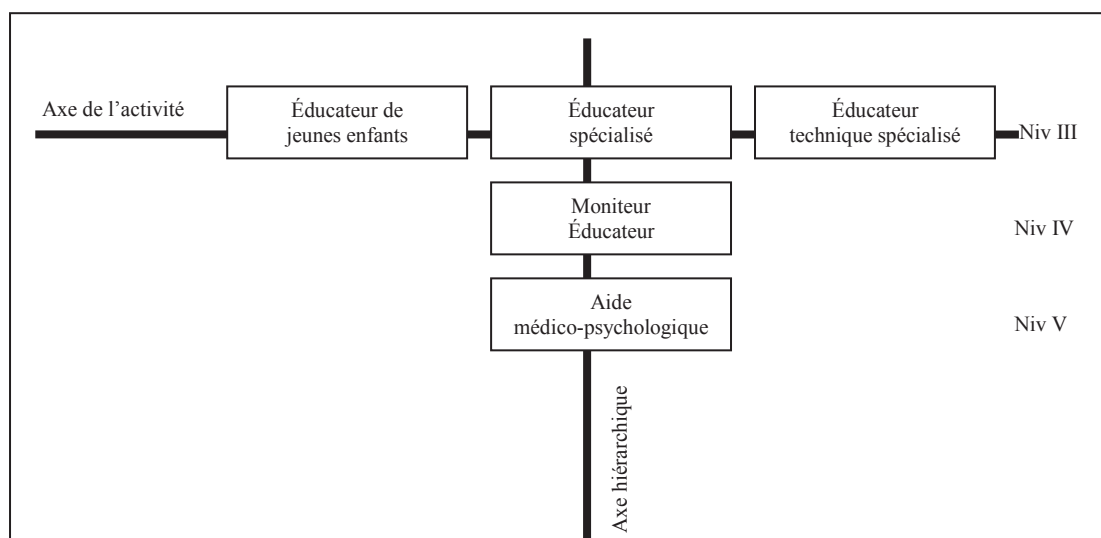 Axe de l’activité
Éducateur de
jeunes enfants
Éducateur
spécialisé
Éducateur
technique spécialisé
Niv III
Moniteur
Éducateur
Niv IV
Aide
médico-psychologique
Niv V
Axe hiérarchique